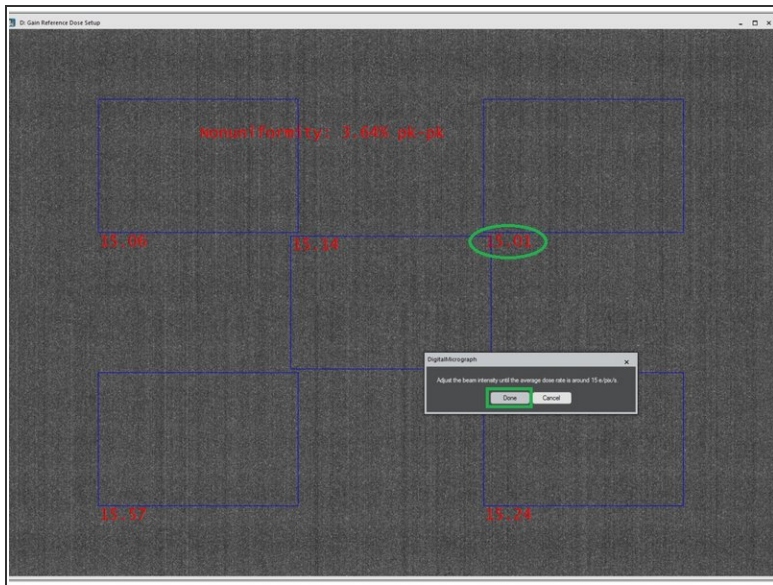 D: Gain Reference Dose Setup
Nonuniformity: 3.64% pk-pk
15.06
15.14
15.01
DigitalMicrograph
Adjust the beam intensity until the average dose rate is around 15 e/pix/s.
Done
Cancel
15.57
15.24